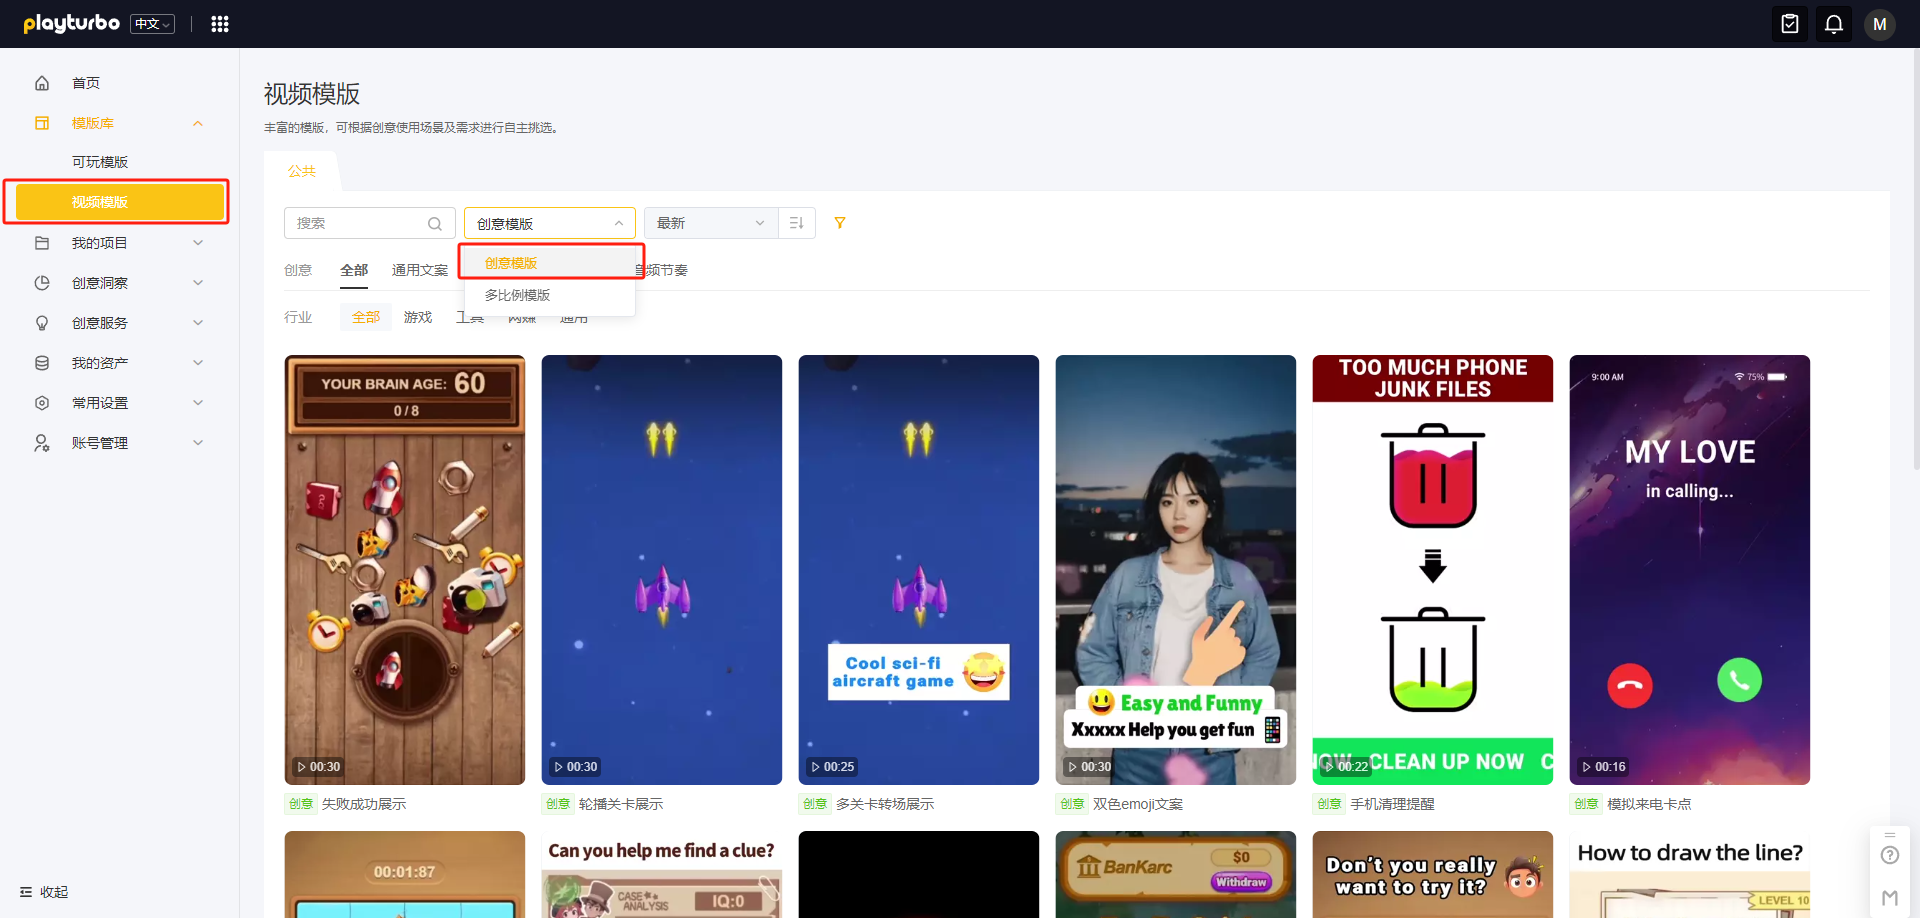 playturbo 中文
M
首页
模版库
可玩模版
视频模版
我的项目
创意洞察
创意服务
我的资产
常用设置
账号管理
收起
视频模版
丰富的模版，可根据创意使用场景及需求进行自主挑选。
公共
搜索 创意模版 最新
创意 全部 通用文案 音频节奏
创意模版
多比例模版
行业 全部 游戏 工具 网赚 通用
YOUR BRAIN AGE: 60
0 / 8
00:30
创意 失败成功展示
00:30
创意 轮播关卡展示
Cool sci-fi
aircraft game
00:25
创意 多关卡转场展示
Easy and Funny
Xxxxx Help you get fun
00:30
创意 双色emoji文案
TOO MUCH PHONE
JUNK FILES
NOW CLEAN UP NOW C
00:22
创意 手机清理提醒
9:00 AM 75%
MY LOVE
in calling...
00:16
创意 模拟来电卡点
00:01:87
Can you help me find a clue?
CASE
ANALYSIS
IQ:0
BanKarc $0
Withdraw
Don't you really
want to try it?
How to draw the line?
LEVEL 10